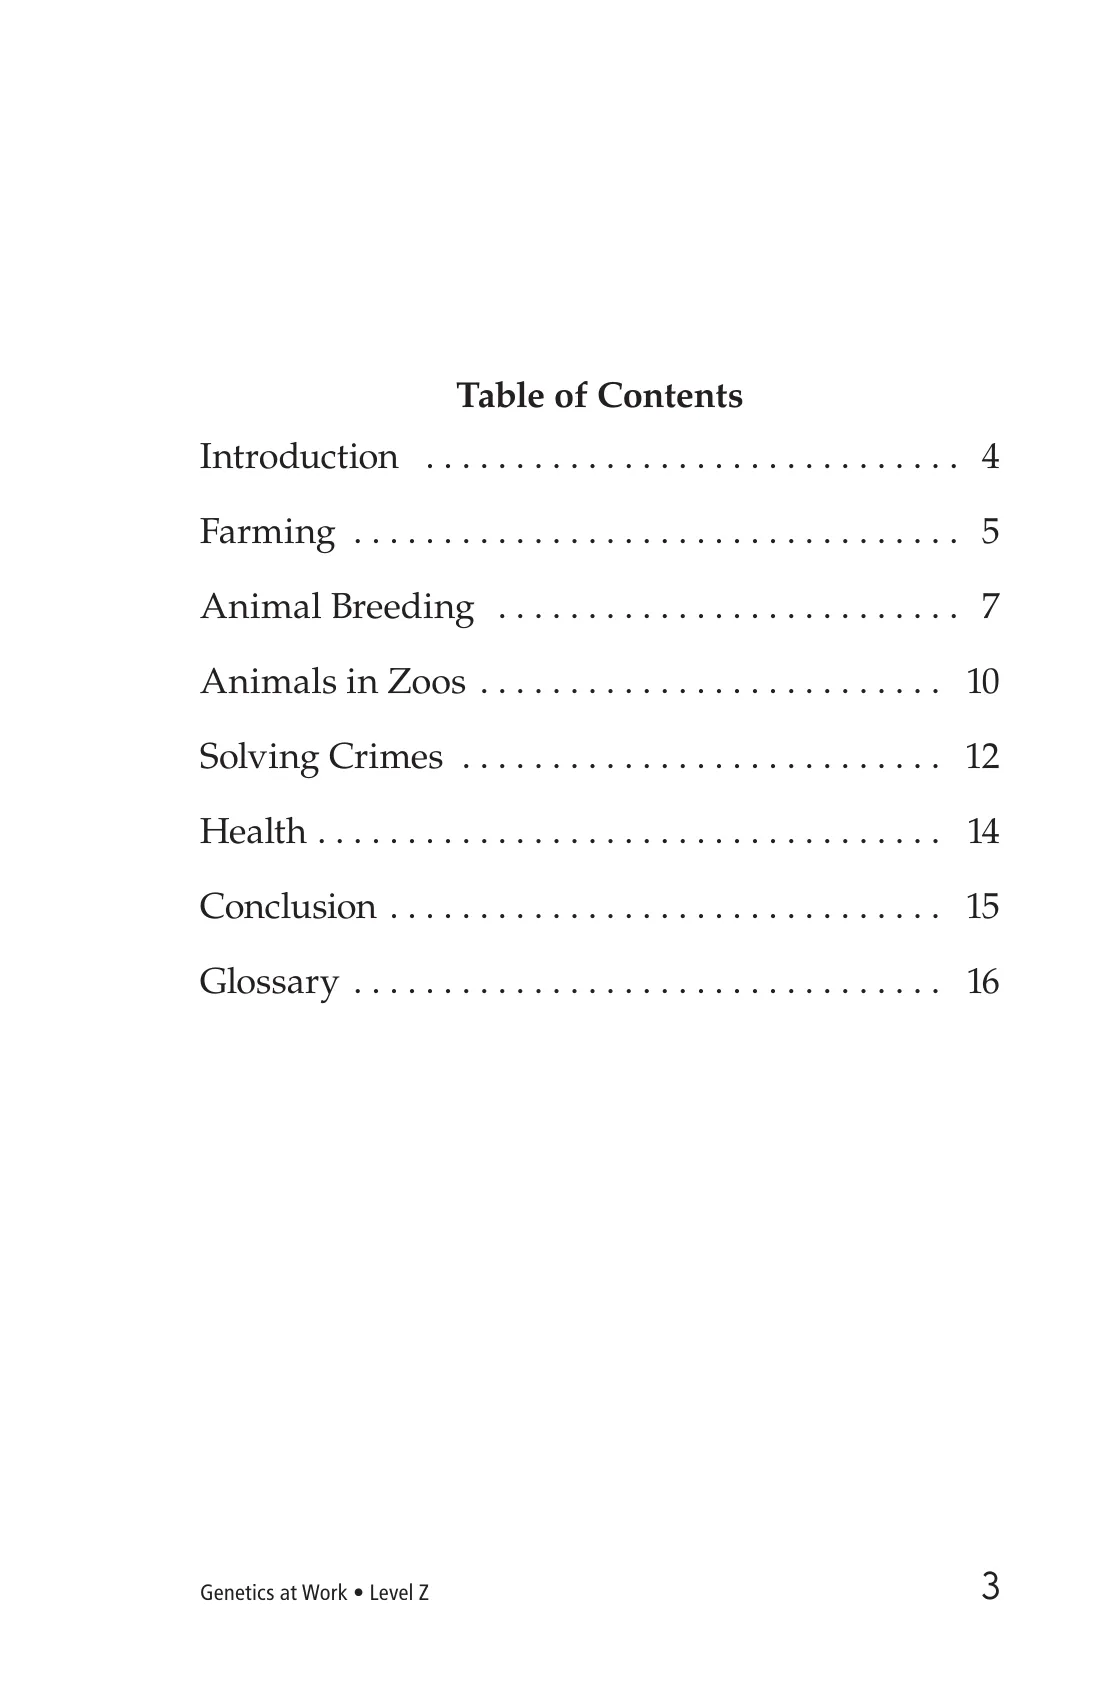 Table of Contents
Introduction . . . . . . . . . . . . . . . . . . . . . . . . . . . . . . 4
Farming . . . . . . . . . . . . . . . . . . . . . . . . . . . . . . . . . . 5
Animal Breeding . . . . . . . . . . . . . . . . . . . . . . . . . . 7
Animals in Zoos . . . . . . . . . . . . . . . . . . . . . . . . . . 10
Solving Crimes . . . . . . . . . . . . . . . . . . . . . . . . . . . 12
Health . . . . . . . . . . . . . . . . . . . . . . . . . . . . . . . . . . . 14
Conclusion . . . . . . . . . . . . . . . . . . . . . . . . . . . . . . . 15
Glossary . . . . . . . . . . . . . . . . . . . . . . . . . . . . . . . . . 16
Genetics at Work • Level Z 3